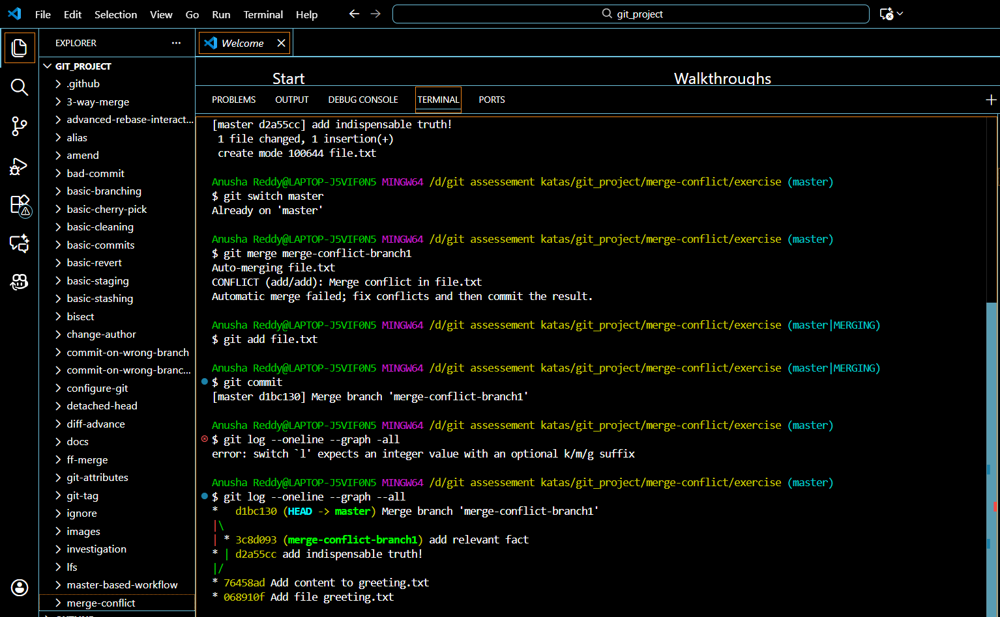 File Edit Selection View Go Run Terminal Help
git_project
EXPLORER
Welcome
GIT_PROJECT
.github
3-way-merge
advanced-rebase-interact...
alias
amend
bad-commit
basic-branching
basic-cherry-pick
basic-cleaning
basic-commits
basic-revert
basic-staging
basic-stashing
bisect
change-author
commit-on-wrong-branch
commit-on-wrong-branc...
configure-git
detached-head
diff-advance
docs
ff-merge
git-attributes
git-tag
ignore
images
investigation
lfs
master-based-workflow
merge-conflict
Start
Walkthroughs
PROBLEMS OUTPUT DEBUG CONSOLE TERMINAL PORTS
[master d2a55cc] add indispensable truth!
1 file changed, 1 insertion(+)
create mode 100644 file.txt
Anusha Reddy@LAPTOP-J5VIF0N5 MINGW64 /d/git assessement katas/git_project/merge-conflict/exercise (master)
$ git switch master
Already on 'master'
Anusha Reddy@LAPTOP-J5VIF0N5 MINGW64 /d/git assessement katas/git_project/merge-conflict/exercise (master)
$ git merge merge-conflict-branch1
Auto-merging file.txt
CONFLICT (add/add): Merge conflict in file.txt
Automatic merge failed; fix conflicts and then commit the result.
Anusha Reddy@LAPTOP-J5VIF0N5 MINGW64 /d/git assessement katas/git_project/merge-conflict/exercise (master|MERGING)
$ git add file.txt
Anusha Reddy@LAPTOP-J5VIF0N5 MINGW64 /d/git assessement katas/git_project/merge-conflict/exercise (master|MERGING)
$ git commit
[master d1bc130] Merge branch 'merge-conflict-branch1'
Anusha Reddy@LAPTOP-J5VIF0N5 MINGW64 /d/git assessement katas/git_project/merge-conflict/exercise (master)
$ git log --oneline --graph -all
error: switch `l' expects an integer value with an optional k/m/g suffix
Anusha Reddy@LAPTOP-J5VIF0N5 MINGW64 /d/git assessement katas/git_project/merge-conflict/exercise (master)
$ git log --oneline --graph --all
*   d1bc130 (HEAD -> master) Merge branch 'merge-conflict-branch1'
|\
| * 3c8d093 (merge-conflict-branch1) add relevant fact
* | d2a55cc add indispensable truth!
|/
* 76458ad Add content to greeting.txt
* 068910f Add file greeting.txt